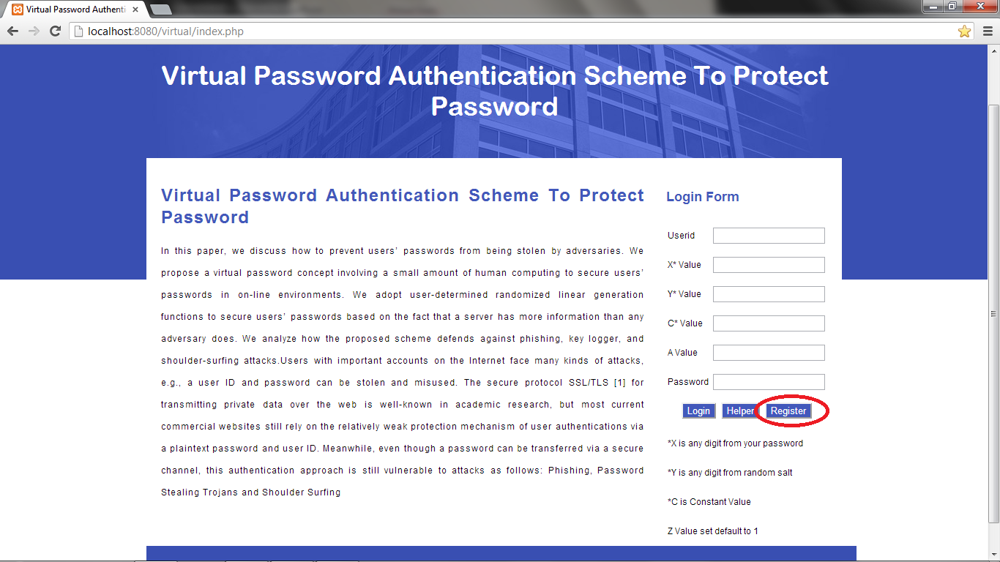 Virtual Password Authenti
localhost:8080/virtual/index.php
Virtual Password Authentication Scheme To Protect
Password
Virtual Password Authentication Scheme To Protect
Password
In this paper, we discuss how to prevent users’ passwords from being stolen by adversaries. We
propose a virtual password concept involving a small amount of human computing to secure users’
passwords in on-line environments. We adopt user-determined randomized linear generation
functions to secure users’ passwords based on the fact that a server has more information than any
adversary does. We analyze how the proposed scheme defends against phishing, key logger, and
shoulder-surfing attacks.Users with important accounts on the Internet face many kinds of attacks,
e.g., a user ID and password can be stolen and misused. The secure protocol SSL/TLS [1] for
transmitting private data over the web is well-known in academic research, but most current
commercial websites still rely on the relatively weak protection mechanism of user authentications via
a plaintext password and user ID. Meanwhile, even though a password can be transferred via a secure
channel, this authentication approach is still vulnerable to attacks as follows: Phishing, Password
Stealing Trojans and Shoulder Surfing
Login Form
Userid
X* Value
Y* Value
C* Value
A Value
Password
Login Helper Register
*X is any digit from your password
*Y is any digit from random salt
*C is Constant Value
Z Value set default to 1